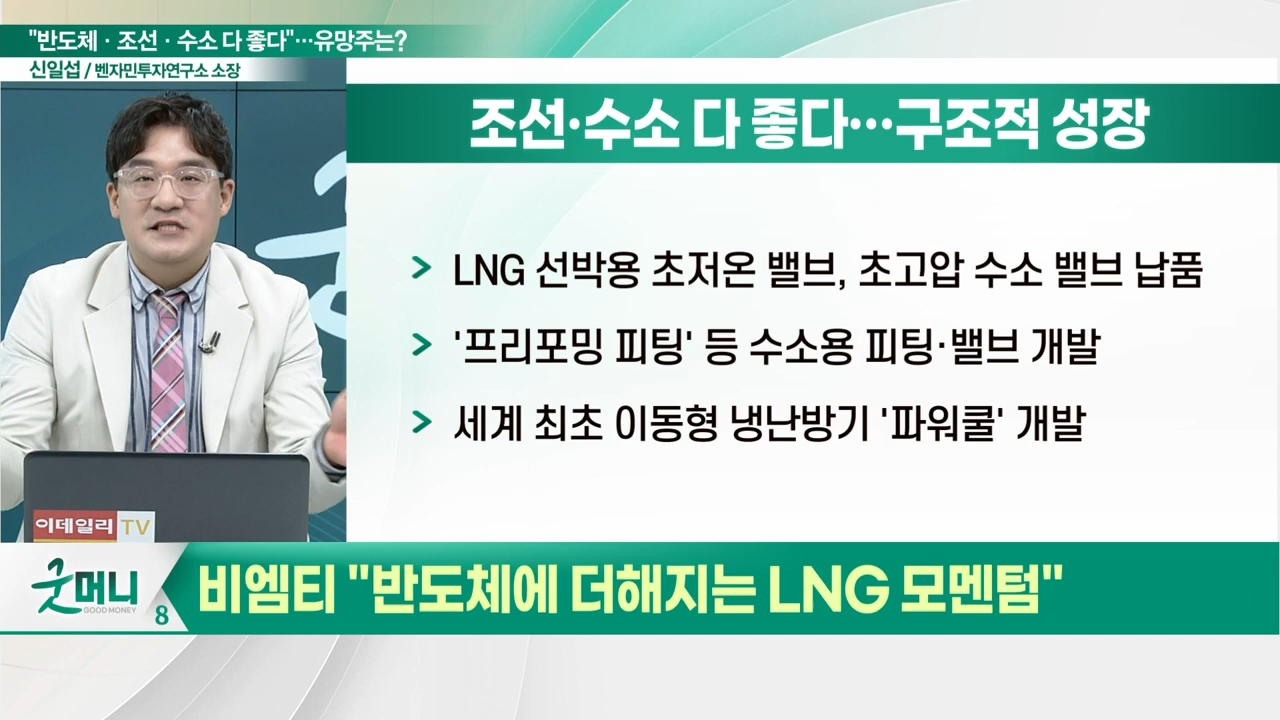 "반도체 · 조선 · 수소 다 좋다"…유망주는?
신일섭 / 벤자민투자연구소 소장
조선·수소 다 좋다…구조적 성장
> LNG 선박용 초저온 밸브, 초고압 수소 밸브 납품
> '프리포밍 피팅' 등 수소용 피팅·밸브 개발
> 세계 최초 이동형 냉난방기 '파워쿨' 개발
이데일리 TV
굿머니
GOOD MONEY
8
비엠티 "반도체에 더해지는 LNG 모멘텀"